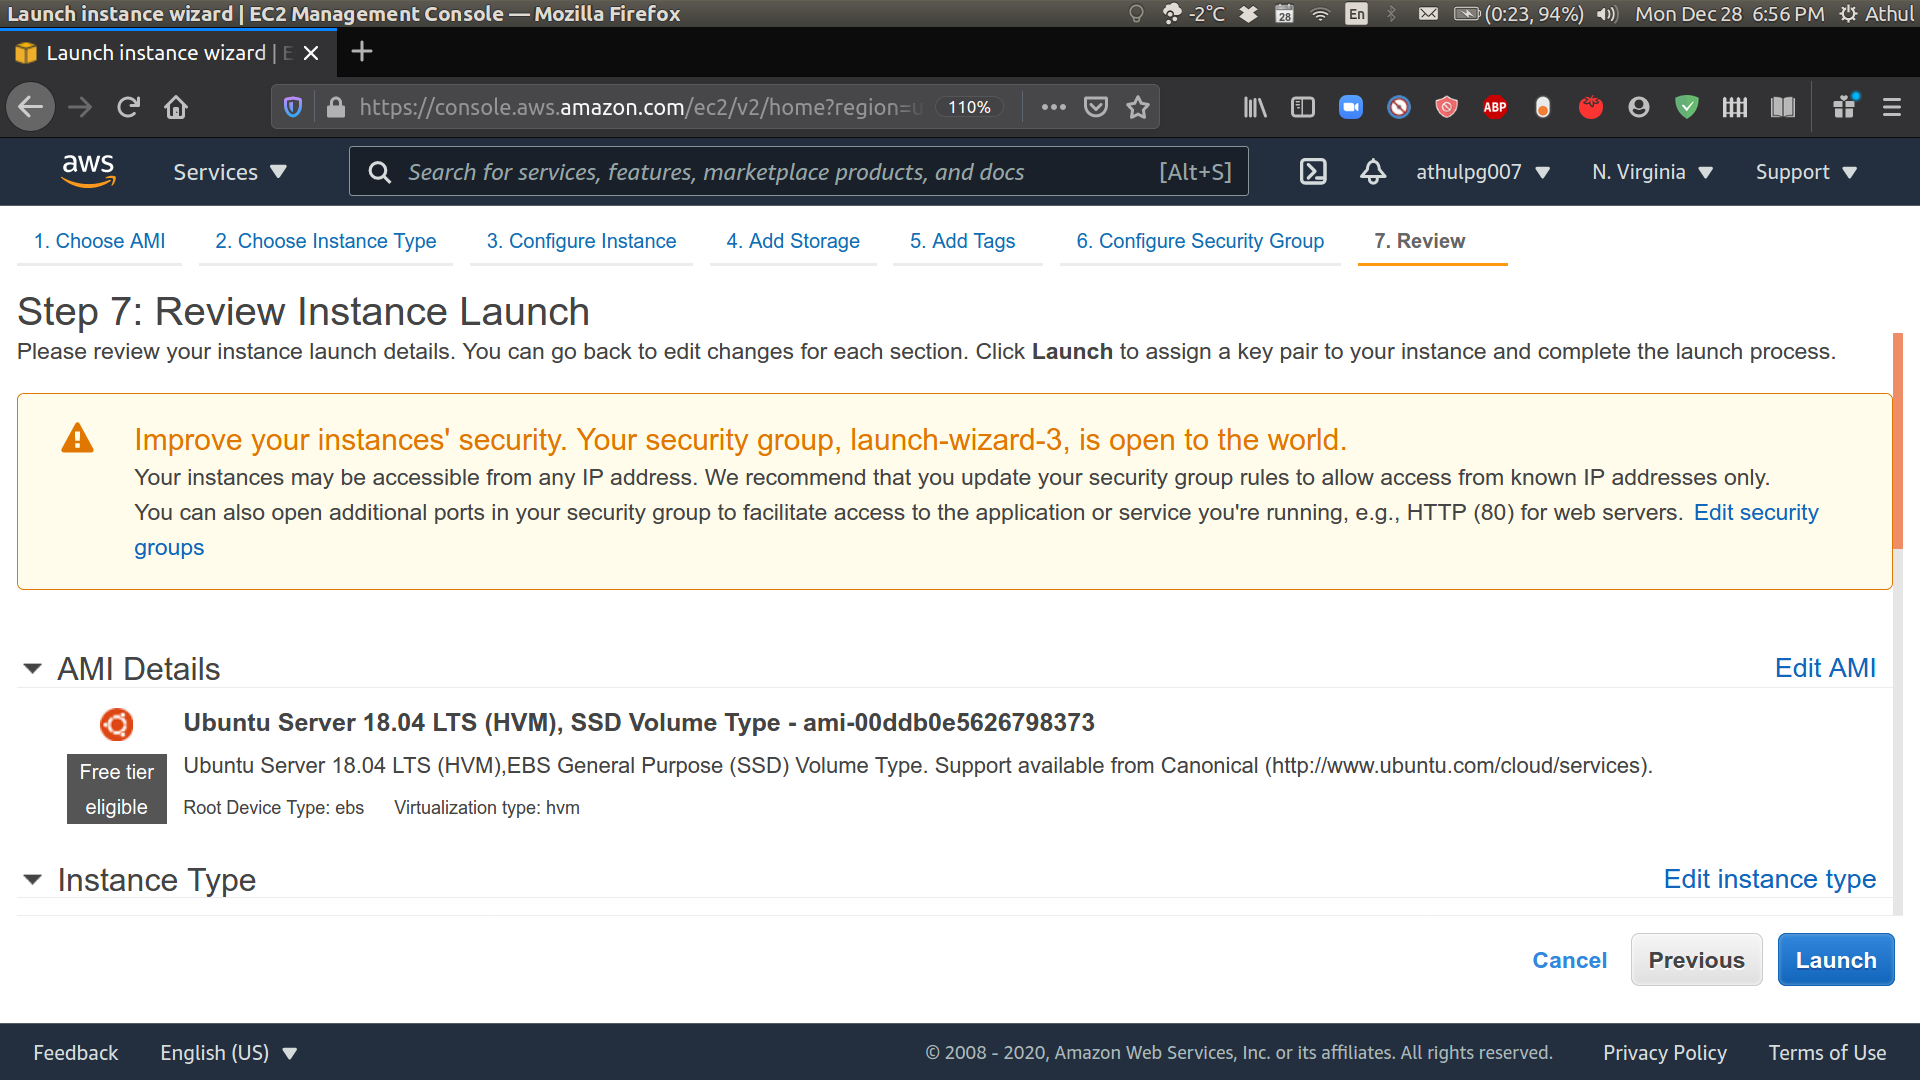 Launch instance wizard | EC2 Management Console — Mozilla Firefox
-2°C
28
En
(0:23, 94%)
Mon Dec 28 6:56 PM
Athul
Launch instance wizard | E
https://console.aws.amazon.com/ec2/v2/home?region=u
110%
ABP
aws
Services
Search for services, features, marketplace products, and docs
[Alt+S]
athulpg007
N. Virginia
Support
1. Choose AMI
2. Choose Instance Type
3. Configure Instance
4. Add Storage
5. Add Tags
6. Configure Security Group
7. Review
Step 7: Review Instance Launch
Please review your instance launch details. You can go back to edit changes for each section. Click Launch to assign a key pair to your instance and complete the launch process.
Improve your instances' security. Your security group, launch-wizard-3, is open to the world.
Your instances may be accessible from any IP address. We recommend that you update your security group rules to allow access from known IP addresses only.
You can also open additional ports in your security group to facilitate access to the application or service you're running, e.g., HTTP (80) for web servers. Edit security
groups
AMI Details
Edit AMI
Ubuntu Server 18.04 LTS (HVM), SSD Volume Type - ami-00ddb0e5626798373
Free tier
eligible
Ubuntu Server 18.04 LTS (HVM),EBS General Purpose (SSD) Volume Type. Support available from Canonical (http://www.ubuntu.com/cloud/services).
Root Device Type: ebs
Virtualization type: hvm
Instance Type
Edit instance type
Cancel
Previous
Launch
Feedback
English (US)
© 2008 - 2020, Amazon Web Services, Inc. or its affiliates. All rights reserved.
Privacy Policy
Terms of Use